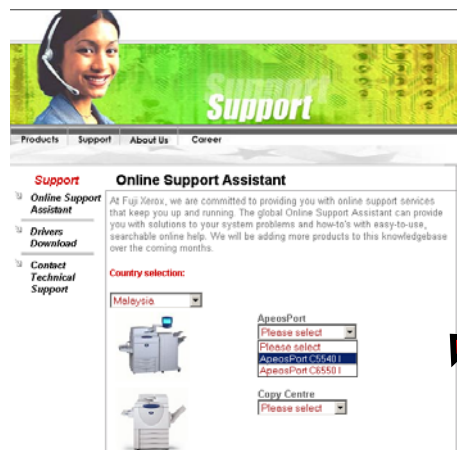 Support
Products Support About Us Career
Support
Online Support Assistant
Drivers Download
Contact Technical Support
Online Support Assistant
At Fuji Xerox, we are committed to providing you with online support services
that keep you up and running. The global Online Support Assistant can provide
you with solutions to your system problems and how-to's with easy-to-use,
searchable online help. We will be adding more products to this knowledgebase
over the coming months.
Country selection:
Malaysia
ApeosPort
Please select
Please select
ApeosPort C5540 I
ApeosPort C6550 I
Copy Centre
Please select